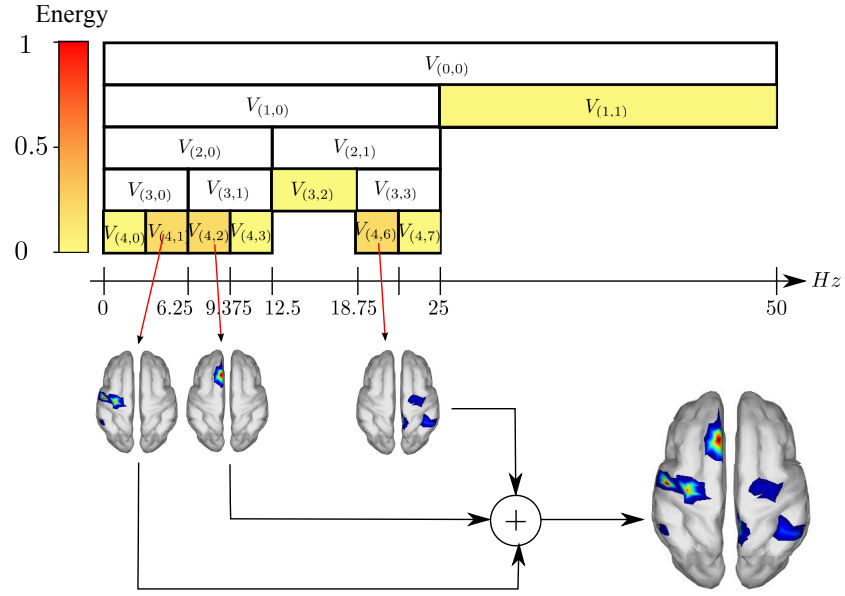 Energy
1
0.5
0
V(0,0)
V(1,0) V(1,1)
V(2,0) V(2,1)
V(3,0) V(3,1) V(3,2) V(3,3)
V(4,0) V(4,1) V(4,2) V(4,3) V(4,6) V(4,7)
Hz
0 6.25 9.375 12.5 18.75 25 50
+